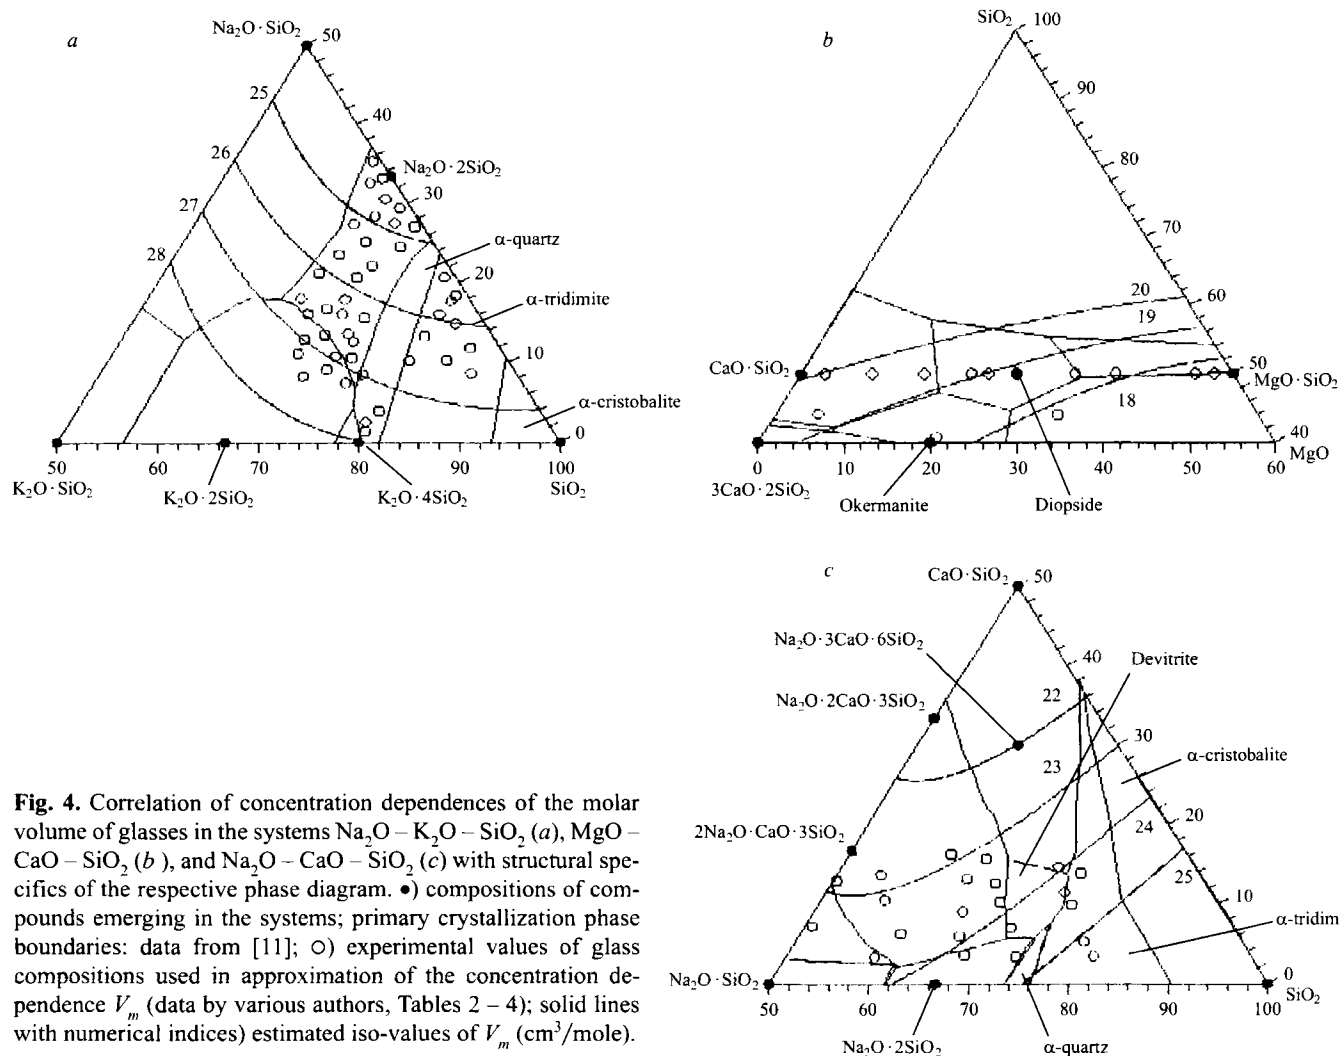 a
Na₂O·SiO₂ 50
25
40
26
Na₂O·2SiO₂
30
27
α-quartz
28
20
α-tridimite
10
α-cristobalite
0
50 60 70 80 90 100
K₂O·SiO₂ K₂O·2SiO₂ K₂O·4SiO₂ SiO₂
b
SiO₂ 100
90
80
70
20
60
19
CaO·SiO₂
50
MgO·SiO₂
18
40
MgO
0 10 20 30 40 50 60
3CaO·2SiO₂
Okermanite Diopside
c
CaO·SiO₂ 50
Na₂O·3CaO·6SiO₂
40
Devitrite
Na₂O·2CaO·3SiO₂
22
30
α-cristobalite
23
20
2Na₂O·CaO·3SiO₂
24
25
10
α-tridim
Na₂O·SiO₂
0
SiO₂
50 60 70 80 90 100
Na₂O·2SiO₂ α-quartz
Fig. 4. Correlation of concentration dependences of the molar
volume of glasses in the systems Na₂O – K₂O – SiO₂ (a), MgO –
CaO – SiO₂ (b ), and Na₂O – CaO – SiO₂ (c) with structural spe-
cifics of the respective phase diagram. ●) compositions of com-
pounds emerging in the systems; primary crystallization phase
boundaries: data from [11]; ○) experimental values of glass
compositions used in approximation of the concentration de-
pendence Vₘ (data by various authors, Tables 2 – 4); solid lines
with numerical indices) estimated iso-values of Vₘ (cm³/mole).